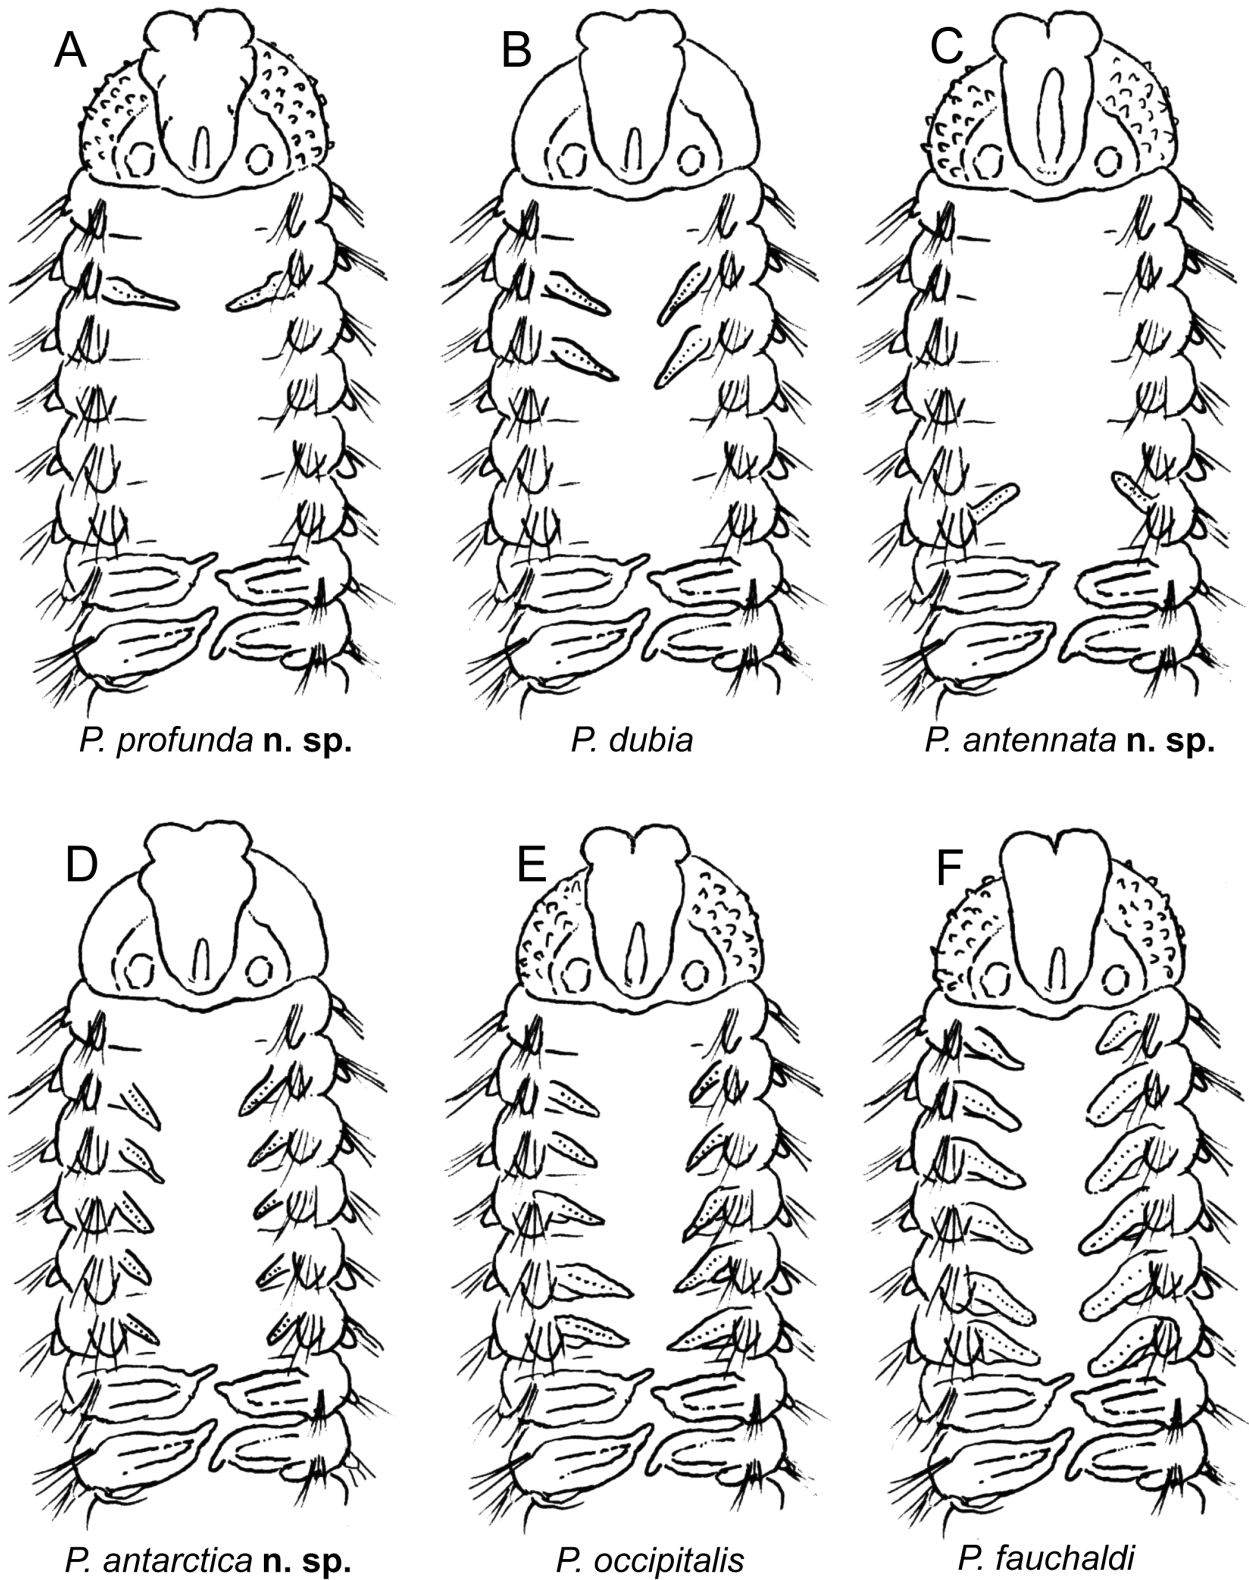 A
B
C
P. profunda n. sp.
P. dubia
P. antennata n. sp.
D
E
F
P. antarctica n. sp.
P. occipitalis
P. fauchaldi